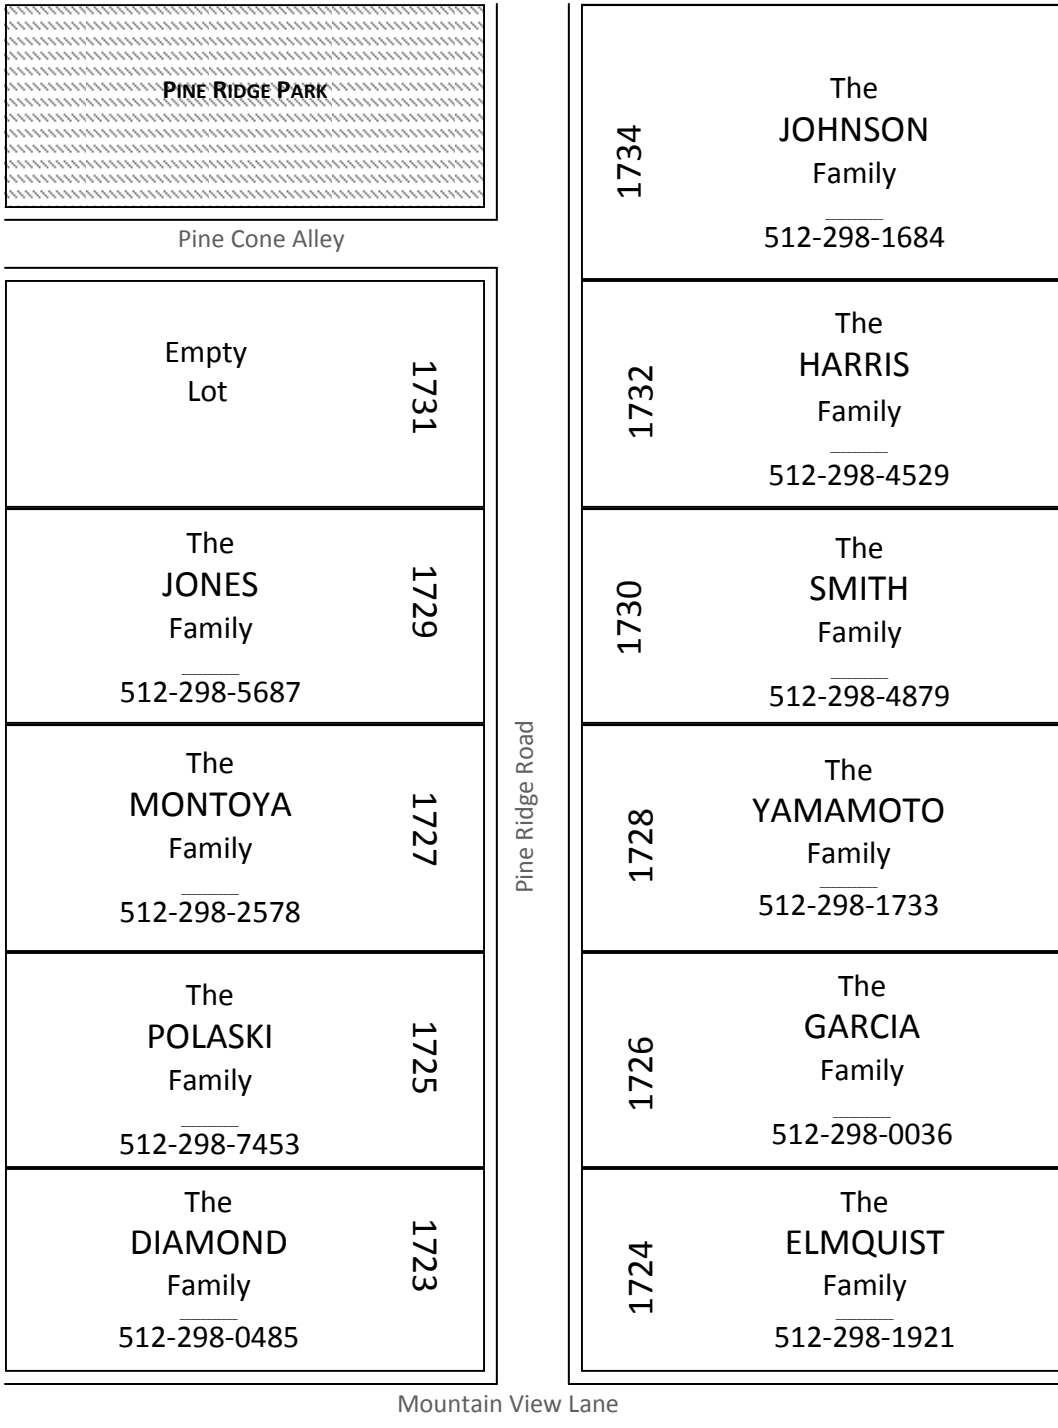 PINE RIDGE PARK
Pine Cone Alley
Empty
Lot
1731
The
JONES
Family
512-298-5687
1729
The
MONTOYA
Family
512-298-2578
1727
The
POLASKI
Family
512-298-7453
1725
The
DIAMOND
Family
512-298-0485
1723
Pine Ridge Road
1734
The
JOHNSON
Family
512-298-1684
1732
The
HARRIS
Family
512-298-4529
1730
The
SMITH
Family
512-298-4879
1728
The
YAMAMOTO
Family
512-298-1733
1726
The
GARCIA
Family
512-298-0036
1724
The
ELMQUIST
Family
512-298-1921
Mountain View Lane